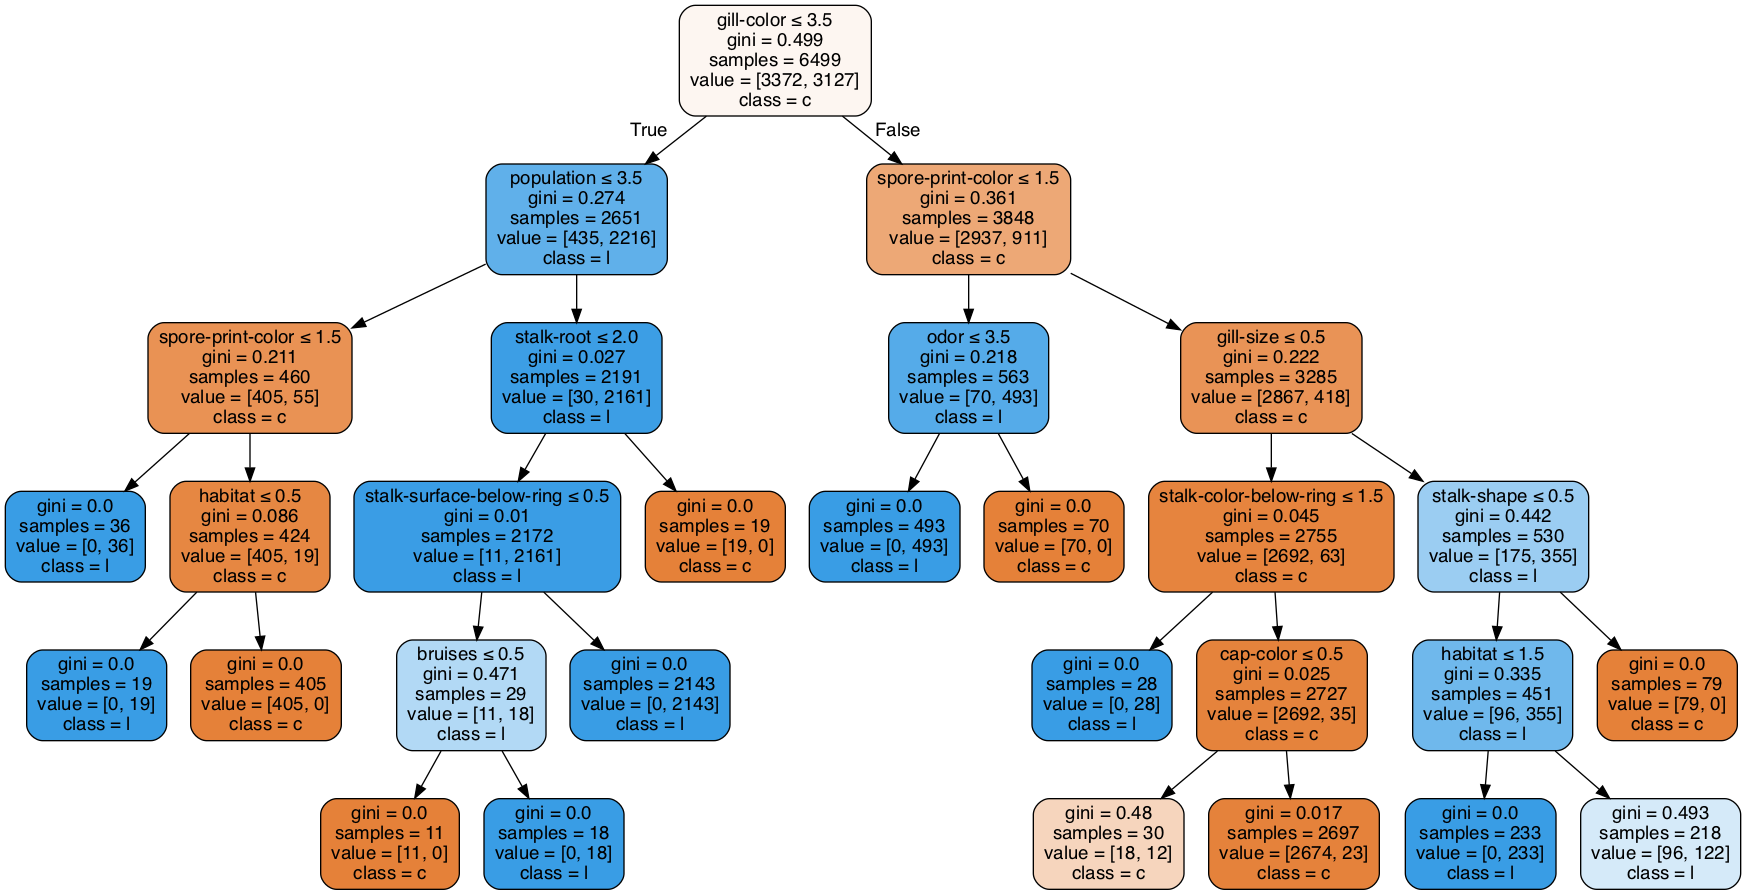 gill-color ≤ 3.5
gini = 0.499
samples = 6499
value = [3372, 3127]
class = c
True
False
population ≤ 3.5
gini = 0.274
samples = 2651
value = [435, 2216]
class = l
spore-print-color ≤ 1.5
gini = 0.361
samples = 3848
value = [2937, 911]
class = c
spore-print-color ≤ 1.5
gini = 0.211
samples = 460
value = [405, 55]
class = c
stalk-root ≤ 2.0
gini = 0.027
samples = 2191
value = [30, 2161]
class = l
odor ≤ 3.5
gini = 0.218
samples = 563
value = [70, 493]
class = l
gill-size ≤ 0.5
gini = 0.222
samples = 3285
value = [2867, 418]
class = c
gini = 0.0
samples = 36
value = [0, 36]
class = l
habitat ≤ 0.5
gini = 0.086
samples = 424
value = [405, 19]
class = c
stalk-surface-below-ring ≤ 0.5
gini = 0.01
samples = 2172
value = [11, 2161]
class = l
gini = 0.0
samples = 19
value = [19, 0]
class = c
gini = 0.0
samples = 493
value = [0, 493]
class = l
gini = 0.0
samples = 70
value = [70, 0]
class = c
stalk-color-below-ring ≤ 1.5
gini = 0.045
samples = 2755
value = [2692, 63]
class = c
stalk-shape ≤ 0.5
gini = 0.442
samples = 530
value = [175, 355]
class = l
gini = 0.0
samples = 19
value = [0, 19]
class = l
gini = 0.0
samples = 405
value = [405, 0]
class = c
bruises ≤ 0.5
gini = 0.471
samples = 29
value = [11, 18]
class = l
gini = 0.0
samples = 2143
value = [0, 2143]
class = l
gini = 0.0
samples = 28
value = [0, 28]
class = l
cap-color ≤ 0.5
gini = 0.025
samples = 2727
value = [2692, 35]
class = c
habitat ≤ 1.5
gini = 0.335
samples = 451
value = [96, 355]
class = l
gini = 0.0
samples = 79
value = [79, 0]
class = c
gini = 0.0
samples = 11
value = [11, 0]
class = c
gini = 0.0
samples = 18
value = [0, 18]
class = l
gini = 0.48
samples = 30
value = [18, 12]
class = c
gini = 0.017
samples = 2697
value = [2674, 23]
class = c
gini = 0.0
samples = 233
value = [0, 233]
class = l
gini = 0.493
samples = 218
value = [96, 122]
class = l